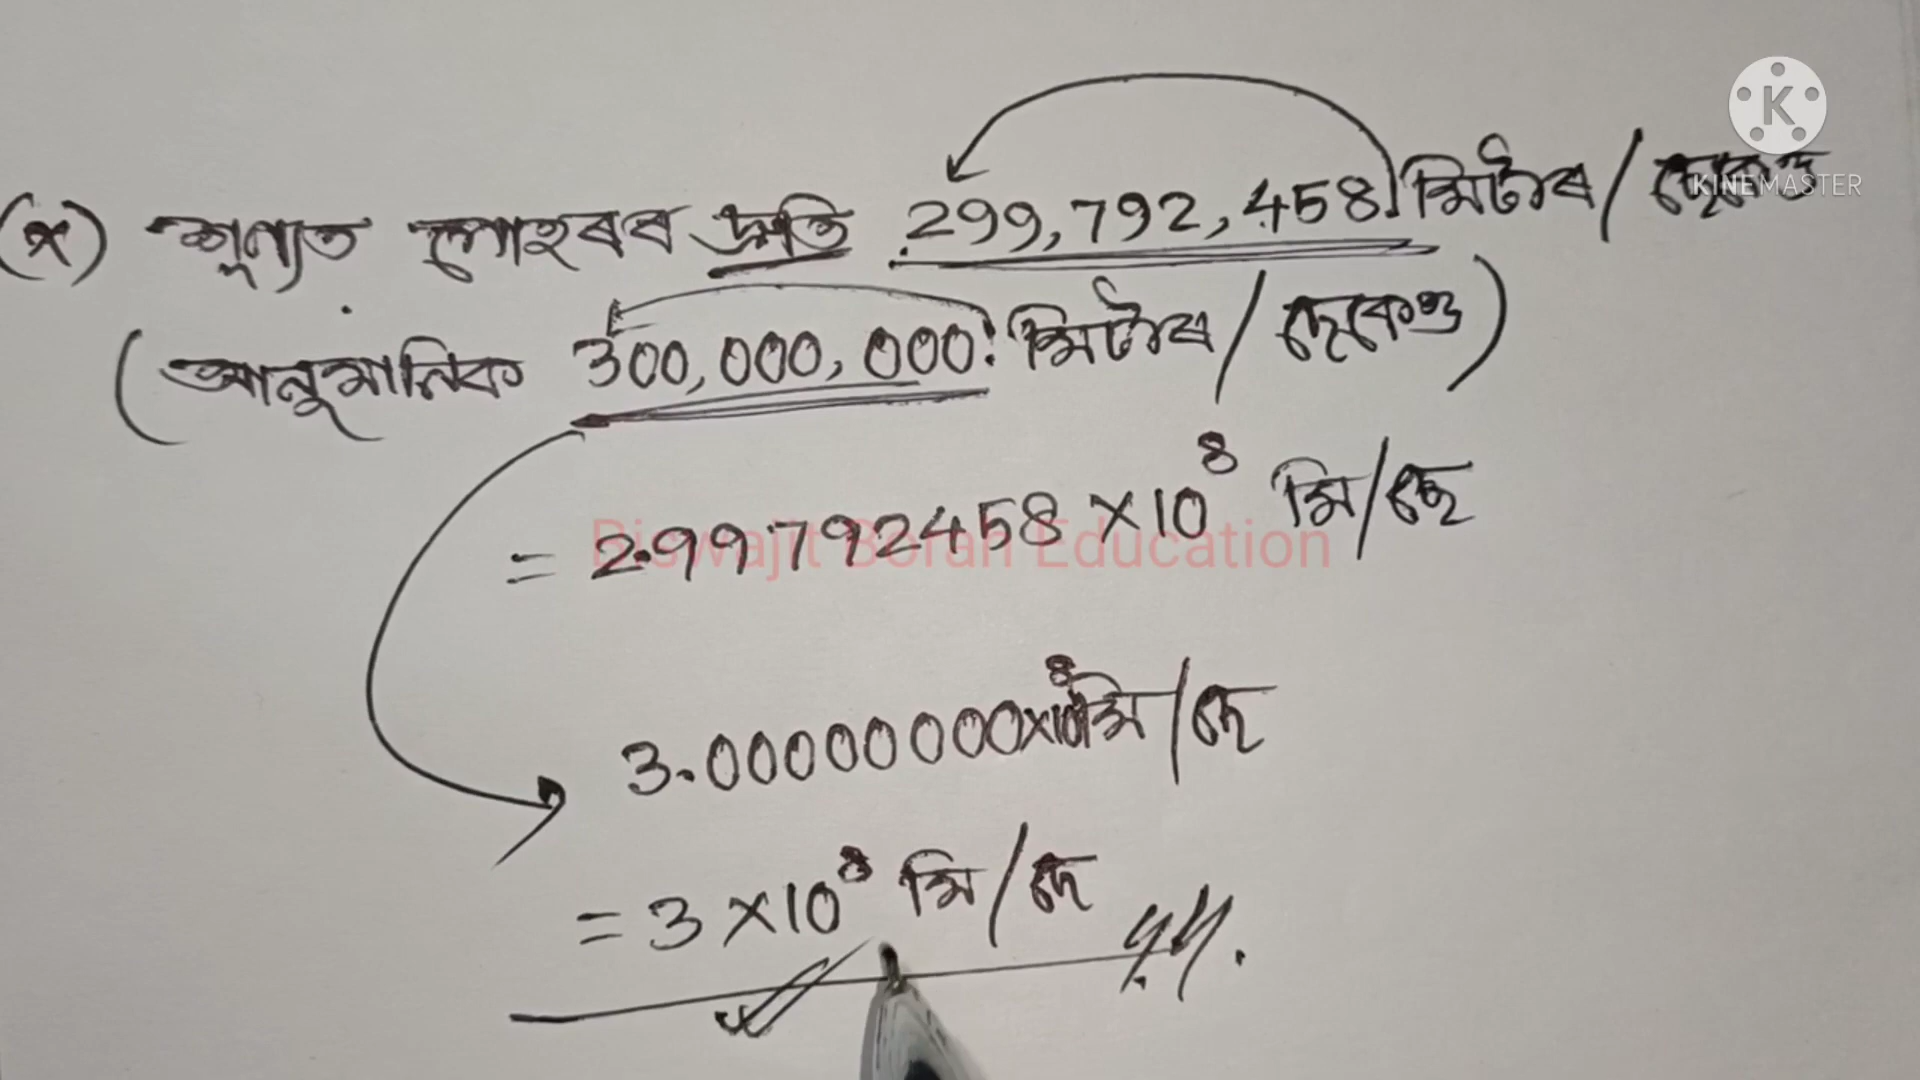 KINEMASTER
(x) শূণ্যত পোহৰৰ দ্ৰুতি 299,792,458 মিটাৰ/ছেকেণ্ড
(আনুমানিক 300,000,000 মিটাৰ/ছেকেণ্ড)
= 2.99792458 × 10⁸ মি/ছে
Biswajit Borah Education
3.00000000×10⁸ মি/ছে
= 3 × 10⁸ মি/ছে